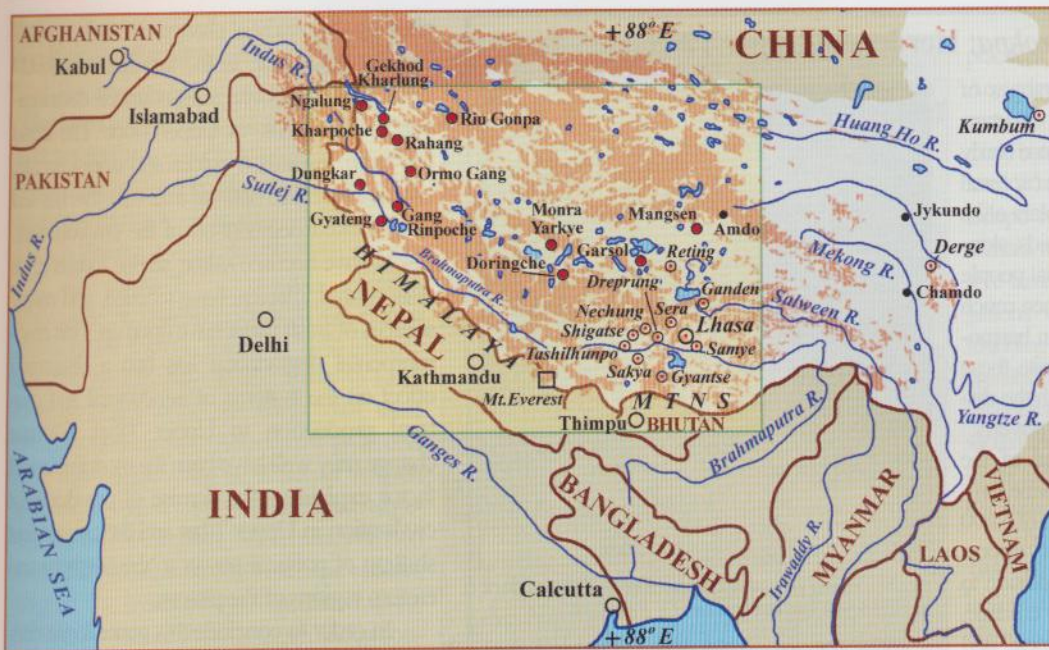 +88° E
CHINA
AFGHANISTAN
Kabul
Indus R.
Gekhod
Kharlung
Ngalung
Islamabad
Kharpoche
Riu Gonpa
Rahang
Kumbum
Huang Ho R.
PAKISTAN
Dungkar
Ormo Gang
Sutlej R.
Gyateng
Gang
Rinpoche
Monra
Yarkye
Mangsen
Amdo
Jykundo
Indus R.
Garsol
Reting
Mekong R.
Derge
Doringche
Brahmaputra R.
Dreprung
Ganden
Salween R.
Chamdo
HIMALAYA
NEPAL
Nechung
Sera
Lhasa
Shigatse
Delhi
Tashilhunpo
Samye
Kathmandu
Sakya
Gyantse
Mt.Everest
MTNS
Thimpu
BHUTAN
Yangtze R.
Ganges R.
Brahmaputra R.
ARABIAN SEA
INDIA
BANGLADESH
MYANMAR
VIETNAM
LAOS
Irawaddy R.
Calcutta
+88° E